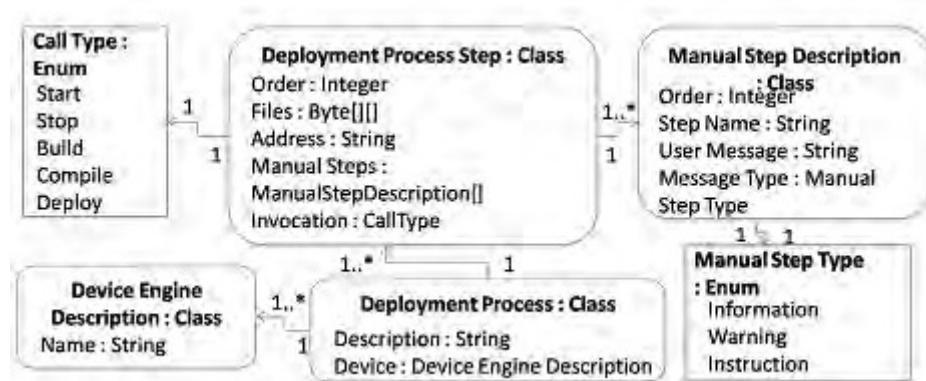 Call Type :
Enum
Start
Stop
Build
Compile
Deploy
1
1
Deployment Process Step : Class
Order : Integer
Files : Byte[][]
Address : String
Manual Steps :
ManualStepDescription[]
Invocation : CallType
1..*
1
Manual Step Description
: Class
Order : Integer
Step Name : String
User Message : String
Message Type : Manual
Step Type
1
1
Manual Step Type
: Enum
Information
Warning
Instruction
1..*
1
Device Engine
Description : Class
Name : String
1..*
1
Deployment Process : Class
Description : String
Device : Device Engine Description